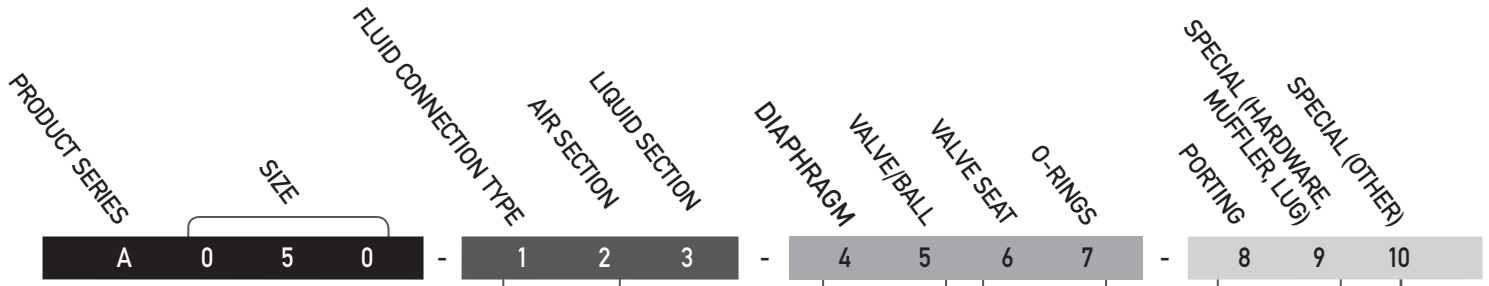 PRODUCT SERIES
SIZE
FLUID CONNECTION TYPE
AIR SECTION
LIQUID SECTION
DIAPHRAGM
VALVE/BALL
VALVE SEAT
O-RINGS
PORTING
SPECIAL (HARDWARE,
MUFFLER, LUG)
SPECIAL (OTHER)
A 0 5 0 - 1 2 3 - 4 5 6 7 - 8 9 10